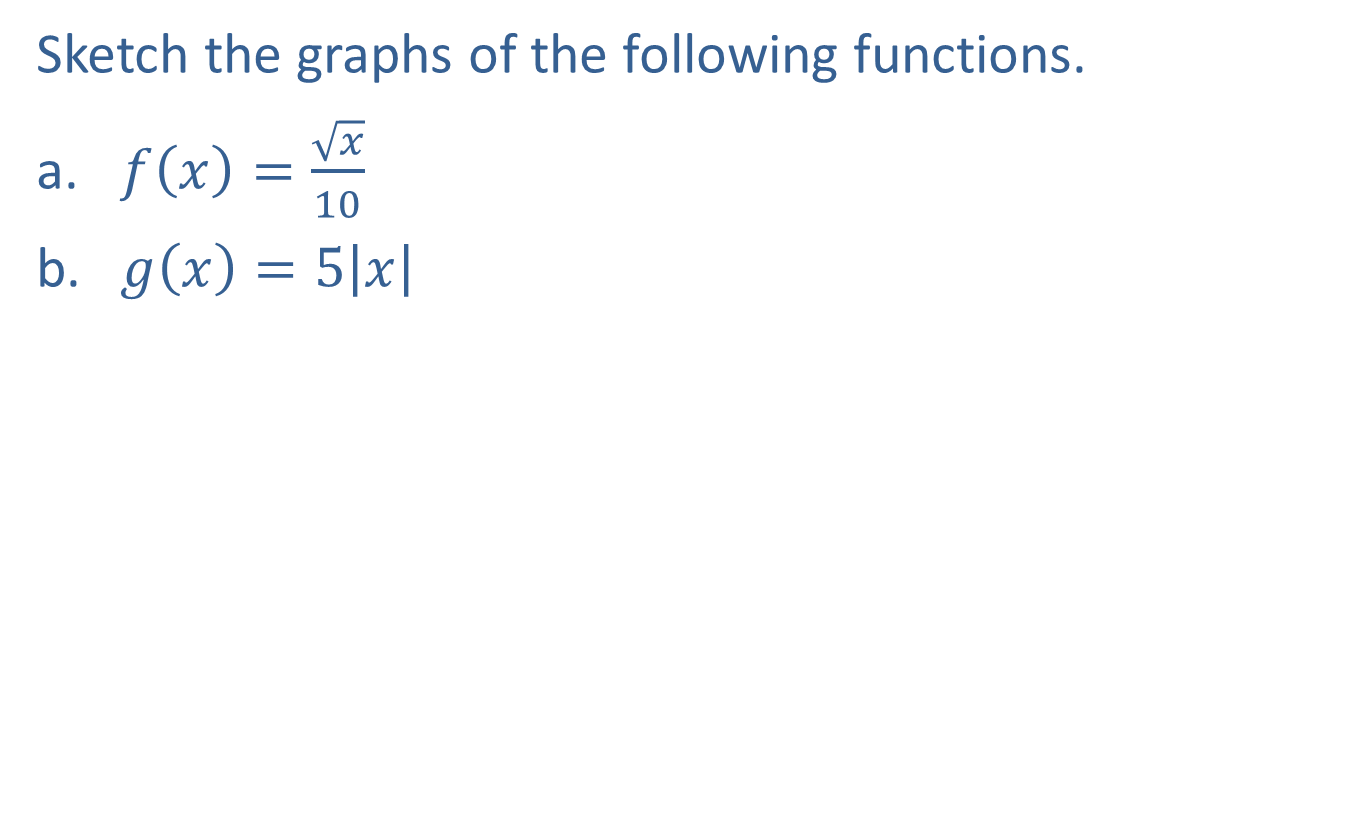 Sketch the graphs of the following functions.
a. f(x) = √x/10
b. g(x) = 5|x|